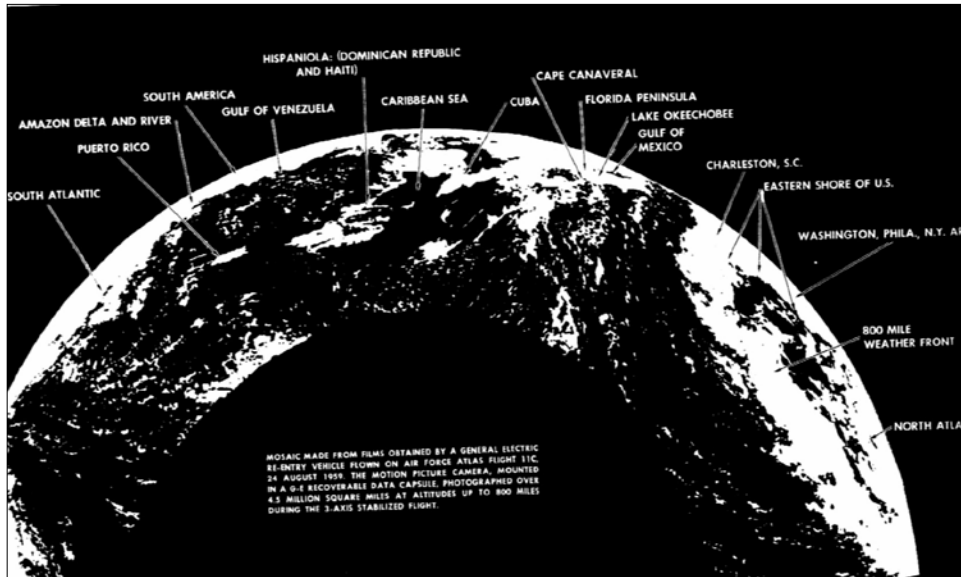 HISPANIOLA: (DOMINICAN REPUBLIC
AND HAITI)
CAPE CANAVERAL
SOUTH AMERICA
CARIBBEAN SEA
CUBA
FLORIDA PENINSULA
GULF OF VENEZUELA
LAKE OKEECHOBEE
AMAZON DELTA AND RIVER
GULF OF
MEXICO
PUERTO RICO
CHARLESTON, S.C.
EASTERN SHORE OF U.S.
SOUTH ATLANTIC
WASHINGTON, PHILA., N.Y. AR
800 MILE
WEATHER FRONT
NORTH ATLA
MOSAIC MADE FROM FILMS OBTAINED BY A GENERAL ELECTRIC
RE-ENTRY VEHICLE FLOWN ON AIR FORCE ATLAS FLIGHT 11C
24 AUGUST 1959. THE MOTION PICTURE CAMERA, MOUNTED
IN A G-E RECOVERABLE DATA CAPSULE, PHOTOGRAPHED OVER
4.5 MILLION SQUARE MILES AT ALTITUDES UP TO 800 MILES
DURING THE 3-AXIS STABILIZED FLIGHT.